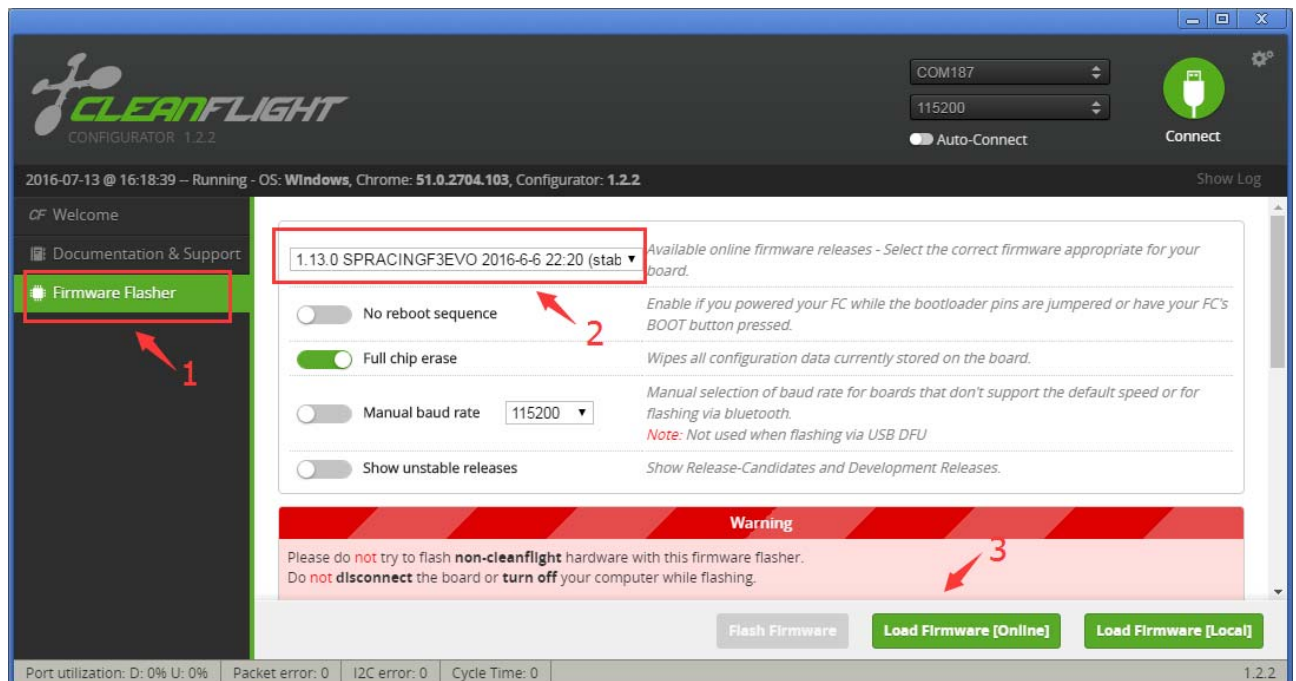 CLEANFLIGHT
CONFIGURATOR 1.2.2
COM187
115200
Auto-Connect
Connect
2016-07-13 @ 16:18:39 -- Running - OS: Windows, Chrome: 51.0.2704.103, Configurator: 1.2.2
Show Log
CF Welcome
Documentation & Support
Firmware Flasher
1
1.13.0 SPRACINGF3EVO 2016-6-6 22:20 (stab
Available online firmware releases - Select the correct firmware appropriate for your
board.
2
No reboot sequence
Enable if you powered your FC while the bootloader pins are jumpered or have your FC's
BOOT button pressed.
Full chip erase
Wipes all configuration data currently stored on the board.
Manual baud rate
115200
Manual selection of baud rate for boards that don't support the default speed or for
flashing via bluetooth.
Note: Not used when flashing via USB DFU
Show unstable releases
Show Release-Candidates and Development Releases.
Warning
Please do not try to flash non-cleanflight hardware with this firmware flasher.
Do not disconnect the board or turn off your computer while flashing.
3
Flash Firmware
Load Firmware [Online]
Load Firmware [Local]
Port utilization: D: 0% U: 0%
Packet error: 0
I2C error: 0
Cycle Time: 0
1.2.2